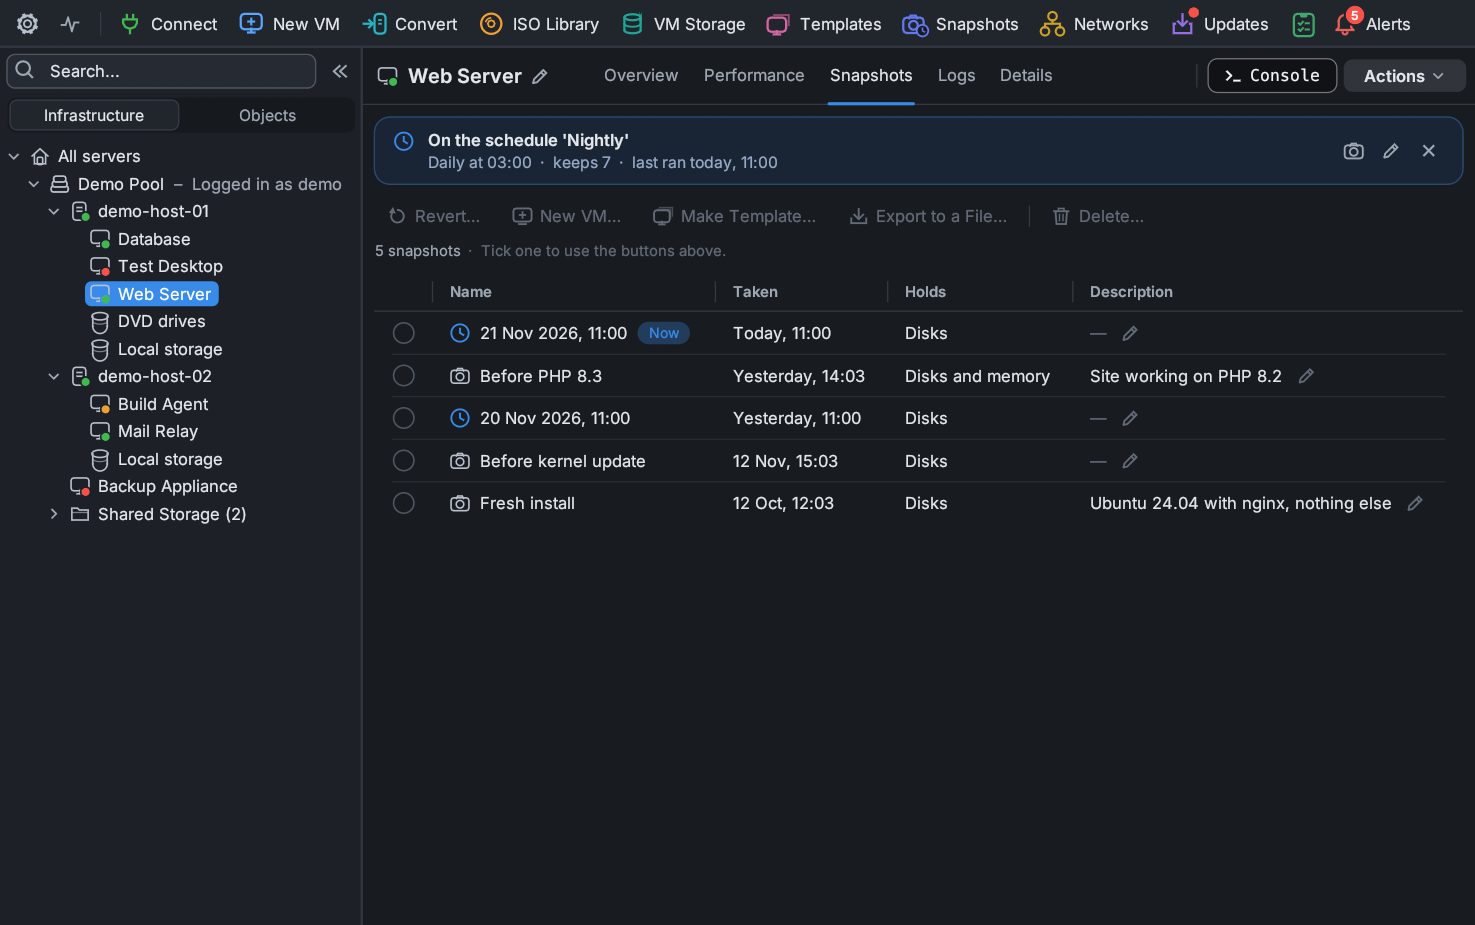 Connect New VM Convert ISO Library VM Storage Templates Snapshots Networks Updates 5 Alerts
Search...
Infrastructure Objects
All servers
Demo Pool – Logged in as demo
demo-host-01
Database
Test Desktop
Web Server
DVD drives
Local storage
demo-host-02
Build Agent
Mail Relay
Local storage
Backup Appliance
Shared Storage (2)
Web Server Overview Performance Snapshots Logs Details >_ Console Actions
On the schedule 'Nightly'
Daily at 03:00 · keeps 7 · last ran today, 11:00
Revert... New VM... Make Template... Export to a File... Delete...
5 snapshots · Tick one to use the buttons above.
Name Taken Holds Description
21 Nov 2026, 11:00 Now Today, 11:00 Disks —
Before PHP 8.3 Yesterday, 14:03 Disks and memory Site working on PHP 8.2
20 Nov 2026, 11:00 Yesterday, 11:00 Disks —
Before kernel update 12 Nov, 15:03 Disks —
Fresh install 12 Oct, 12:03 Disks Ubuntu 24.04 with nginx, nothing else